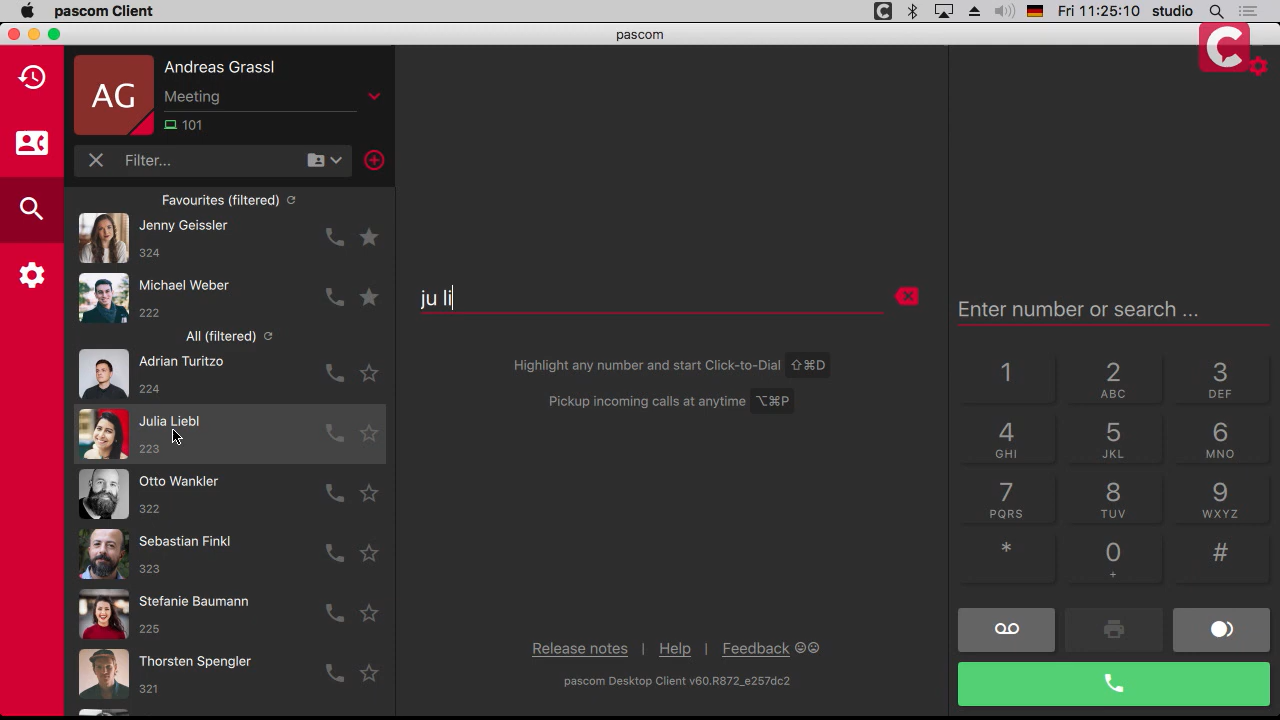 pascom Client
Fri 11:25:10 studio
pascom
AG
Andreas Grassl
Meeting
101
Filter...
Favourites (filtered)
Jenny Geissler
324
Michael Weber
222
All (filtered)
Adrian Turitzo
224
Julia Liebl
223
Otto Wankler
322
Sebastian Finkl
323
Stefanie Baumann
225
Thorsten Spengler
321
ju li
Highlight any number and start Click-to-Dial ⇧⌘D
Pickup incoming calls at anytime ⌥⌘P
Release notes | Help | Feedback
pascom Desktop Client v60.R872_e257dc2
C
Enter number or search ...
1 2 3
ABC DEF
4 5 6
GHI JKL MNO
7 8 9
PQRS TUV WXYZ
* 0 #
+